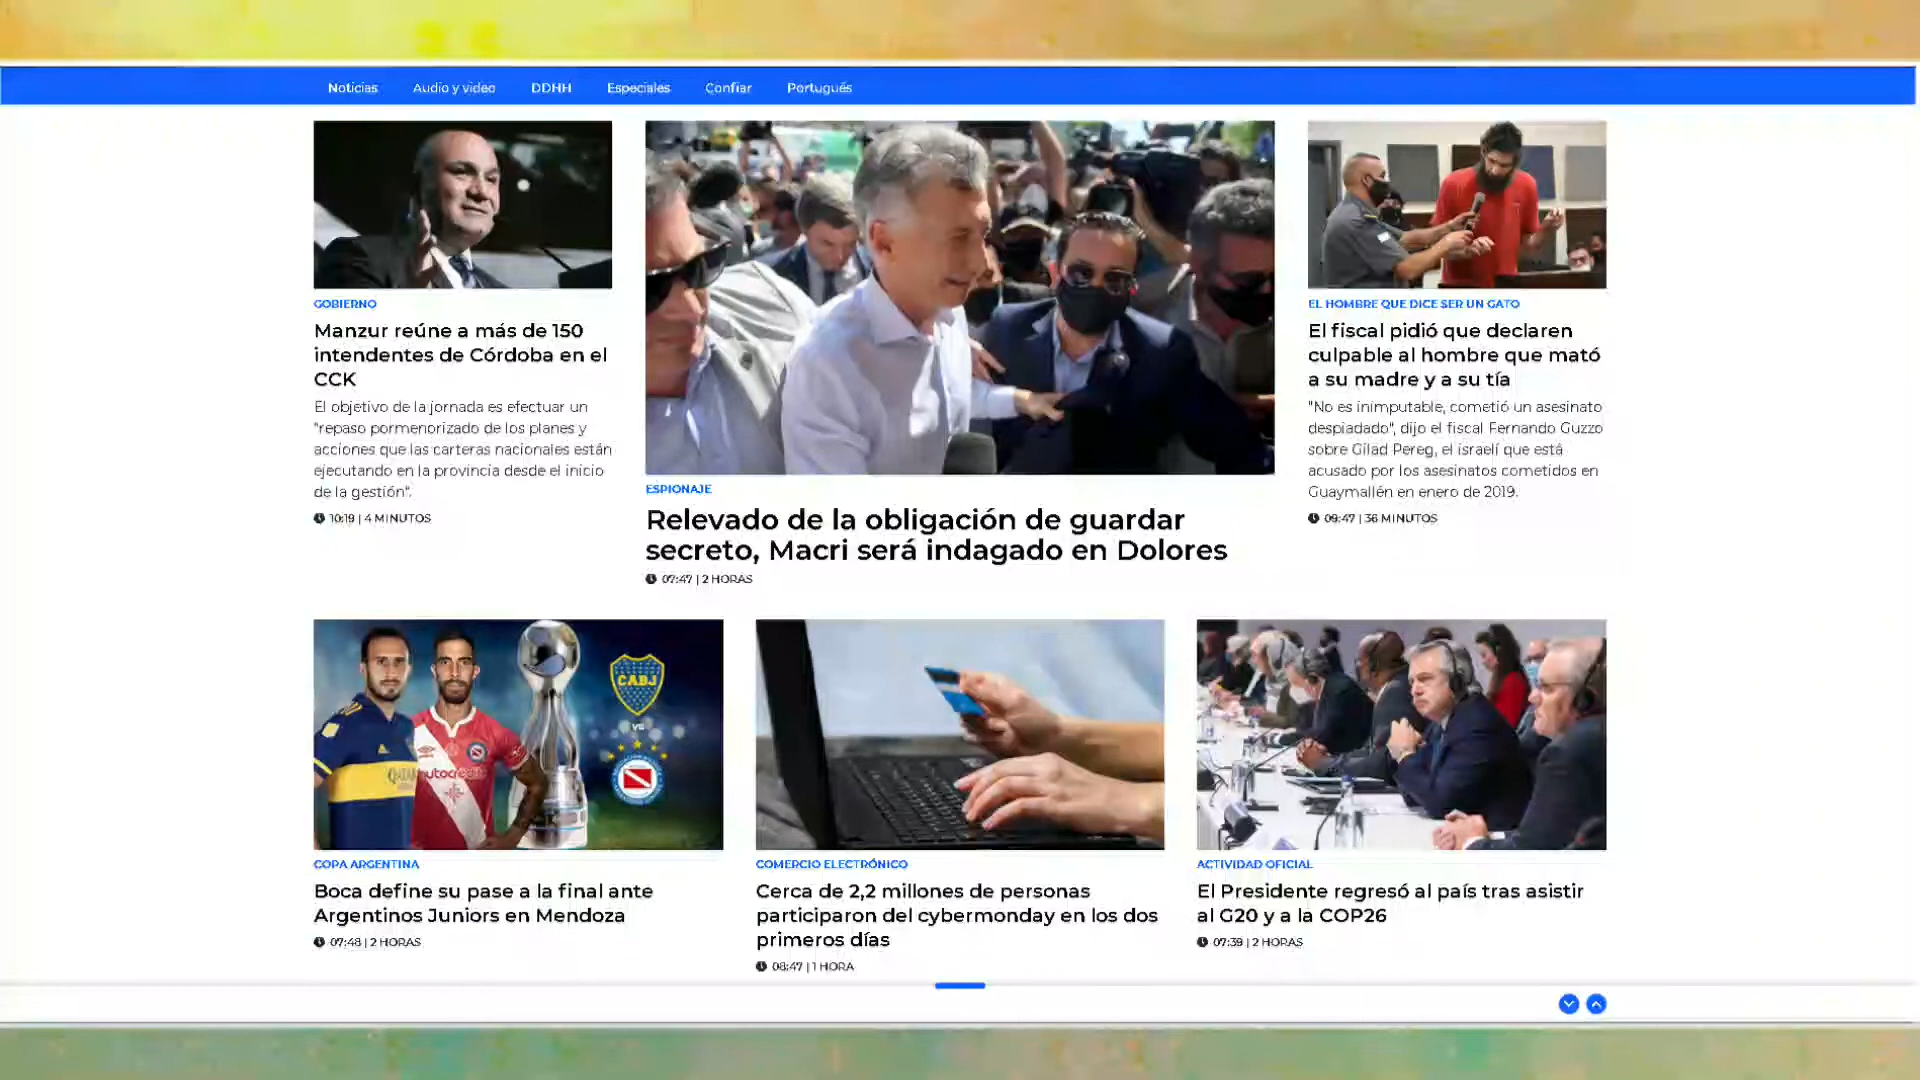 Noticias Audio y video DDHH Especiales Confiar Portugués
GOBIERNO
Manzur reúne a más de 150
intendentes de Córdoba en el
CCK
El objetivo de la jornada es efectuar un
"repaso pormenorizado de los planes y
acciones que las carteras nacionales están
ejecutando en la provincia desde el inicio
de la gestión".
10:19 | 4 MINUTOS
ESPIONAJE
Relevado de la obligación de guardar
secreto, Macri será indagado en Dolores
07:47 | 2 HORAS
EL HOMBRE QUE DICE SER UN GATO
El fiscal pidió que declaren
culpable al hombre que mató
a su madre y a su tía
"No es inimputable, cometió un asesinato
despiadado", dijo el fiscal Fernando Guzzo
sobre Gilad Pereg, el israelí que está
acusado por los asesinatos cometidos en
Guaymallén en enero de 2019.
09:47 | 36 MINUTOS
CABJ
VS
autocrédito
COPA ARGENTINA
Boca define su pase a la final ante
Argentinos Juniors en Mendoza
07:48 | 2 HORAS
COMERCIO ELECTRÓNICO
Cerca de 2,2 millones de personas
participaron del cybermonday en los dos
primeros días
08:47 | 1 HORA
ACTIVIDAD OFICIAL
El Presidente regresó al país tras asistir
al G20 y a la COP26
07:39 | 2 HORAS